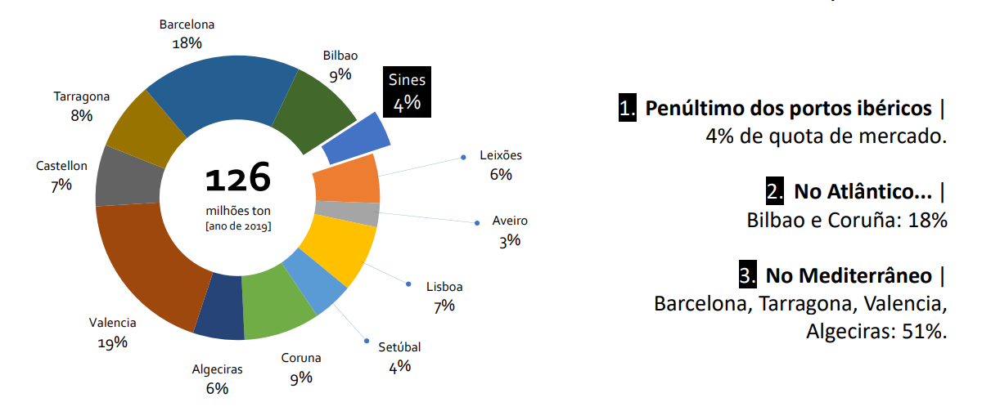 Barcelona
18%
Bilbao
9%
Sines
4%
Tarragona
8%
Castellon
7%
126
milhões ton
[ano de 2019]
Leixões
6%
Aveiro
3%
Lisboa
7%
Setúbal
4%
Coruna
9%
Algeciras
6%
Valencia
19%
1. Penúltimo dos portos ibéricos |
4% de quota de mercado.
2. No Atlântico... |
Bilbao e Coruña: 18%
3. No Mediterrâneo |
Barcelona, Tarragona, Valencia,
Algeciras: 51%.